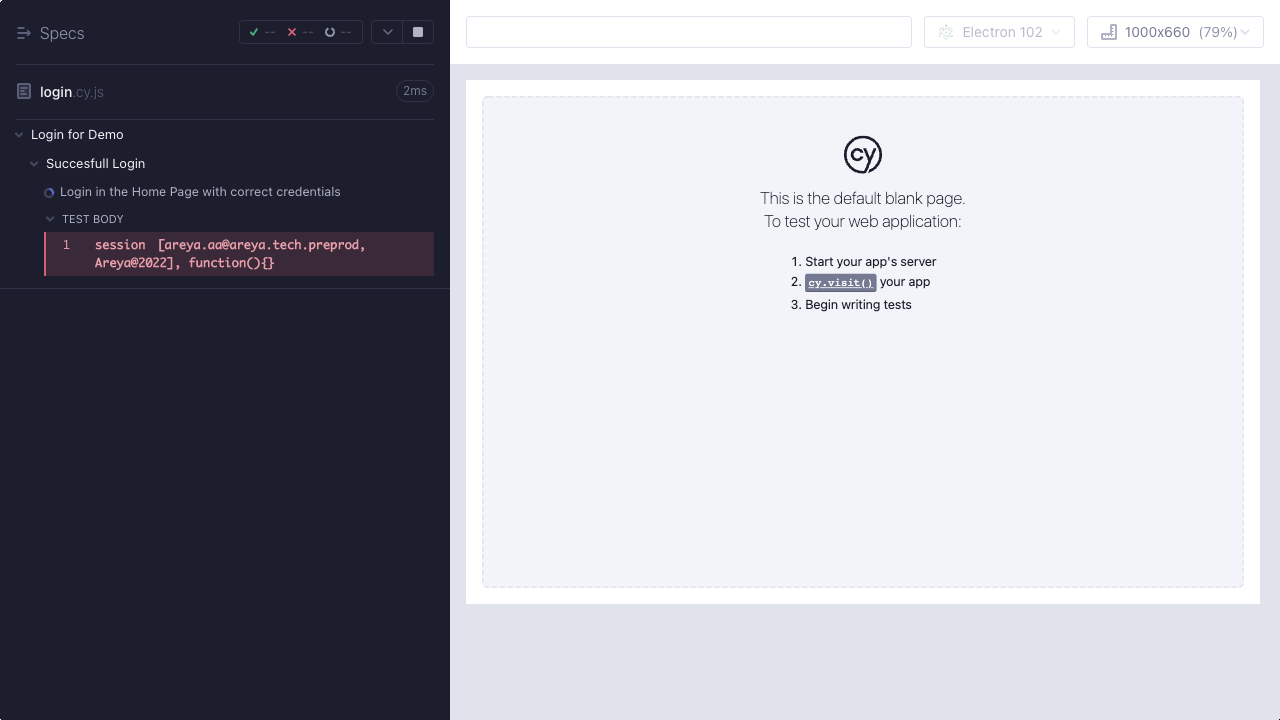 Specs
-- -- --
login.cy.js
2ms
Login for Demo
Succesfull Login
Login in the Home Page with correct credentials
TEST BODY
1 session [areya.aa@areya.tech.preprod,
Areya@2022], function(){}
Electron 102
1000x660 (79%)
cy
This is the default blank page.
To test your web application:
1. Start your app's server
2. cy.visit() your app
3. Begin writing tests